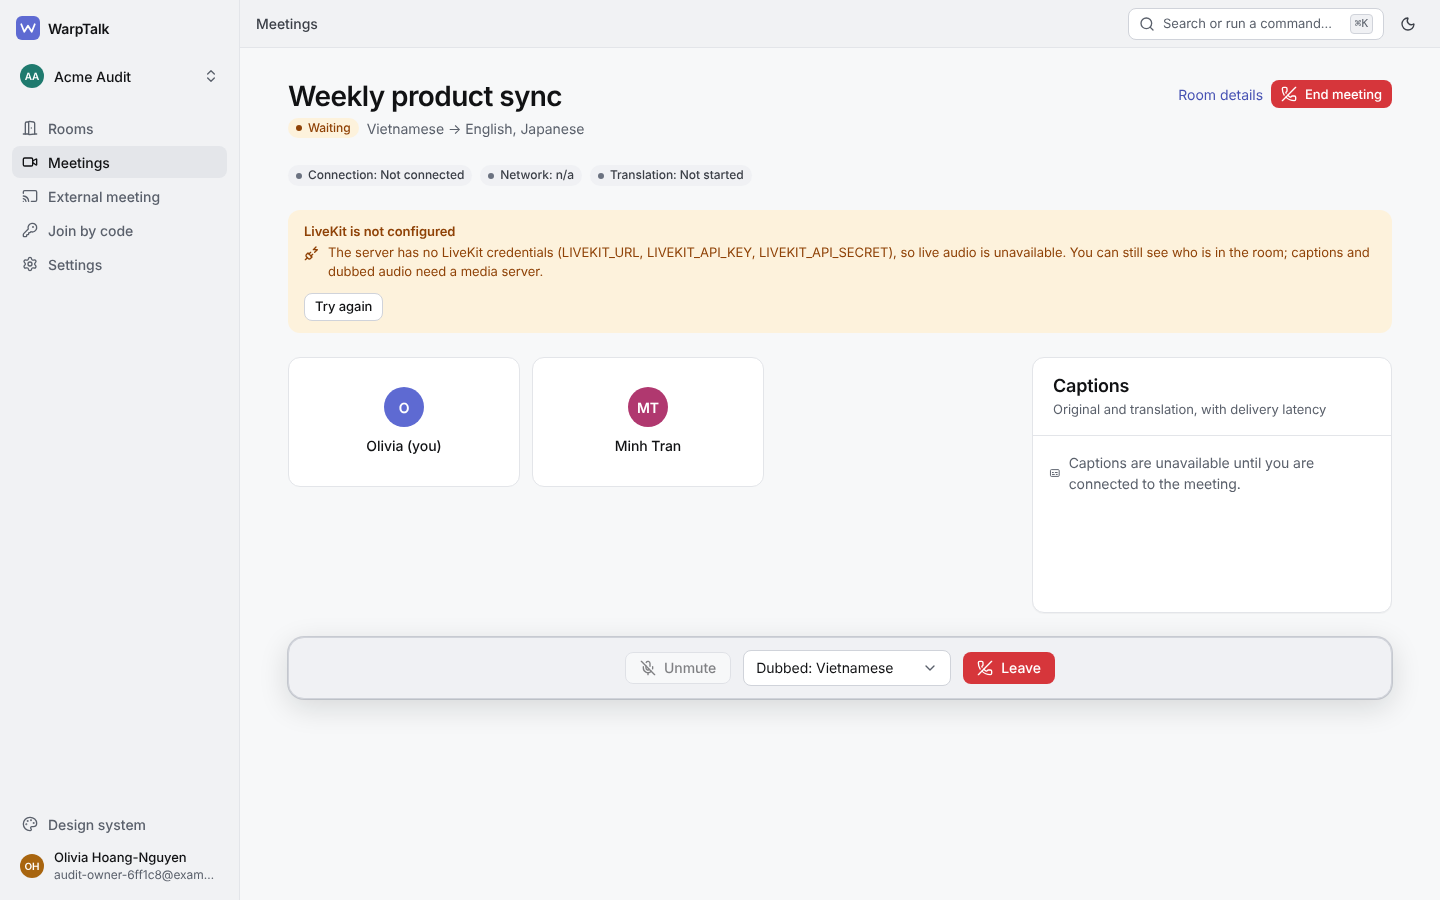 WarpTalk
Meetings
Search or run a command...
⌘K
AA
Acme Audit
Rooms
Meetings
External meeting
Join by code
Settings
Weekly product sync
Room details
End meeting
Waiting
Vietnamese → English, Japanese
Connection: Not connected
Network: n/a
Translation: Not started
LiveKit is not configured
The server has no LiveKit credentials (LIVEKIT_URL, LIVEKIT_API_KEY, LIVEKIT_API_SECRET), so live audio is unavailable. You can still see who is in the room; captions and
dubbed audio need a media server.
Try again
O
Olivia (you)
MT
Minh Tran
Captions
Original and translation, with delivery latency
Captions are unavailable until you are
connected to the meeting.
Unmute
Dubbed: Vietnamese
Leave
Design system
OH
Olivia Hoang-Nguyen
audit-owner-6ff1c8@exam...